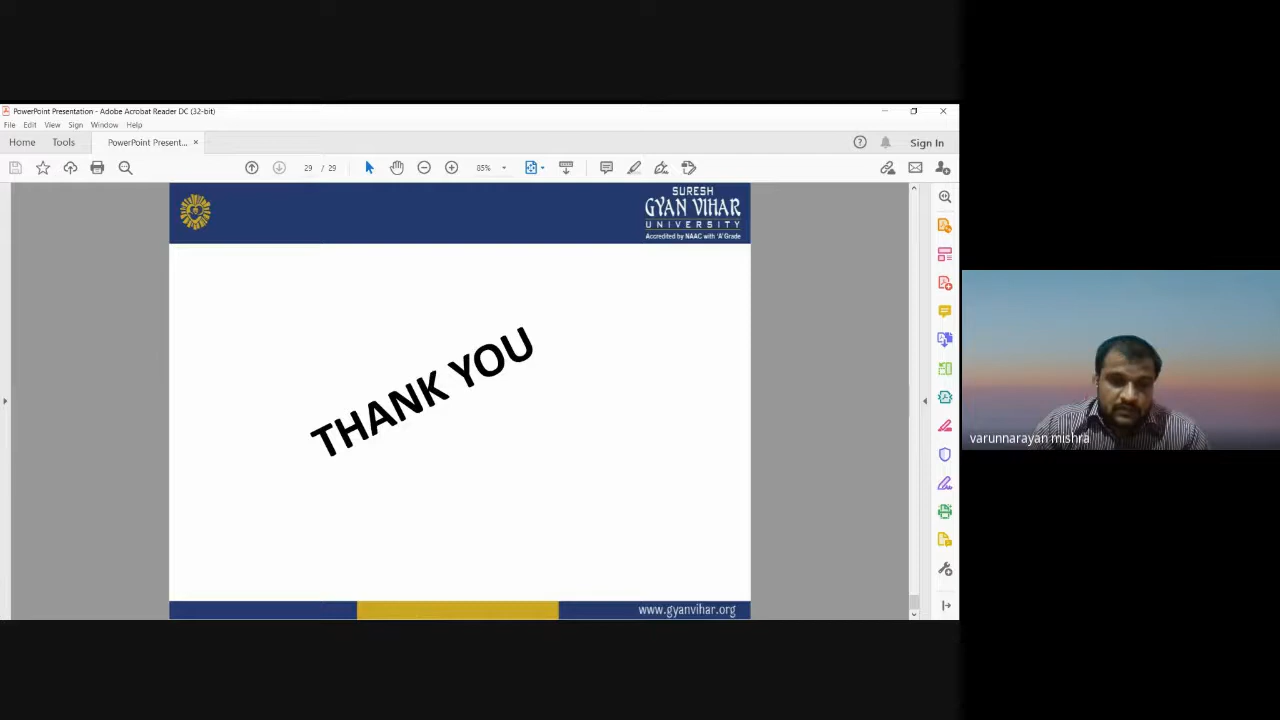 PowerPoint Presentation - Adobe Acrobat Reader DC (32-bit)
File Edit View Sign Window Help
Home Tools PowerPoint Present... × Sign In
29 / 29 85%
SURESH
GYAN VIHAR
UNIVERSITY
Accredited by NAAC with 'A' Grade
THANK YOU
varunnarayan mishra
www.gyanvihar.org